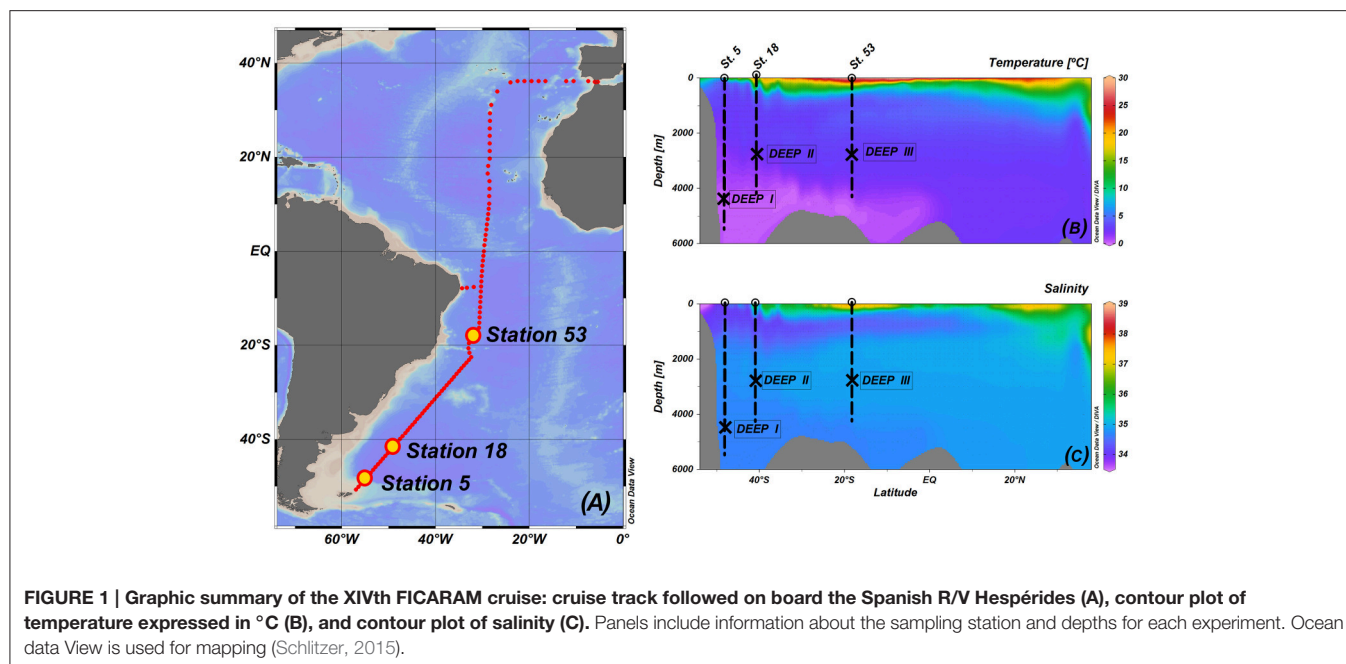 40°N
20°N
EQ
20°S
40°S
60°W
40°W
20°W
0°
Station 53
Station 18
Station 5
(A)
Ocean Data View
St. 5
St. 18
St. 53
Temperature [°C]
Depth [m]
0
2000
4000
6000
DEEP I
DEEP II
DEEP III
(B)
Ocean Data View / DIVA
30
25
20
15
10
5
0
Salinity
Depth [m]
0
2000
4000
6000
DEEP I
DEEP II
DEEP III
(C)
Ocean Data View / DIVA
39
38
37
36
35
34
40°S
20°S
EQ
20°N
Latitude
FIGURE 1 | Graphic summary of the XIVth FICARAM cruise: cruise track followed on board the Spanish R/V Hespérides (A), contour plot of
temperature expressed in °C (B), and contour plot of salinity (C). Panels include information about the sampling station and depths for each experiment. Ocean
data View is used for mapping (Schlitzer, 2015).